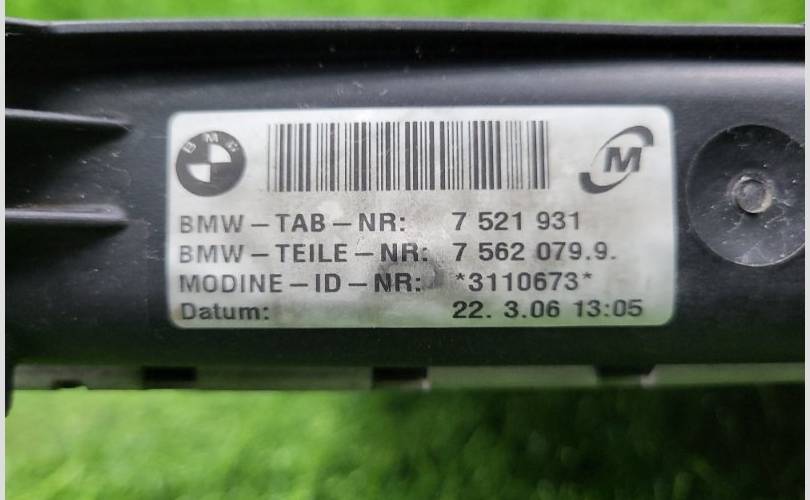 BMW
BMW – TAB – NR: 7 521 931
BMW – TEILE – NR: 7 562 079.9.
MODINE – ID – NR: *3110673*
Datum: 22. 3.06 13:05
M